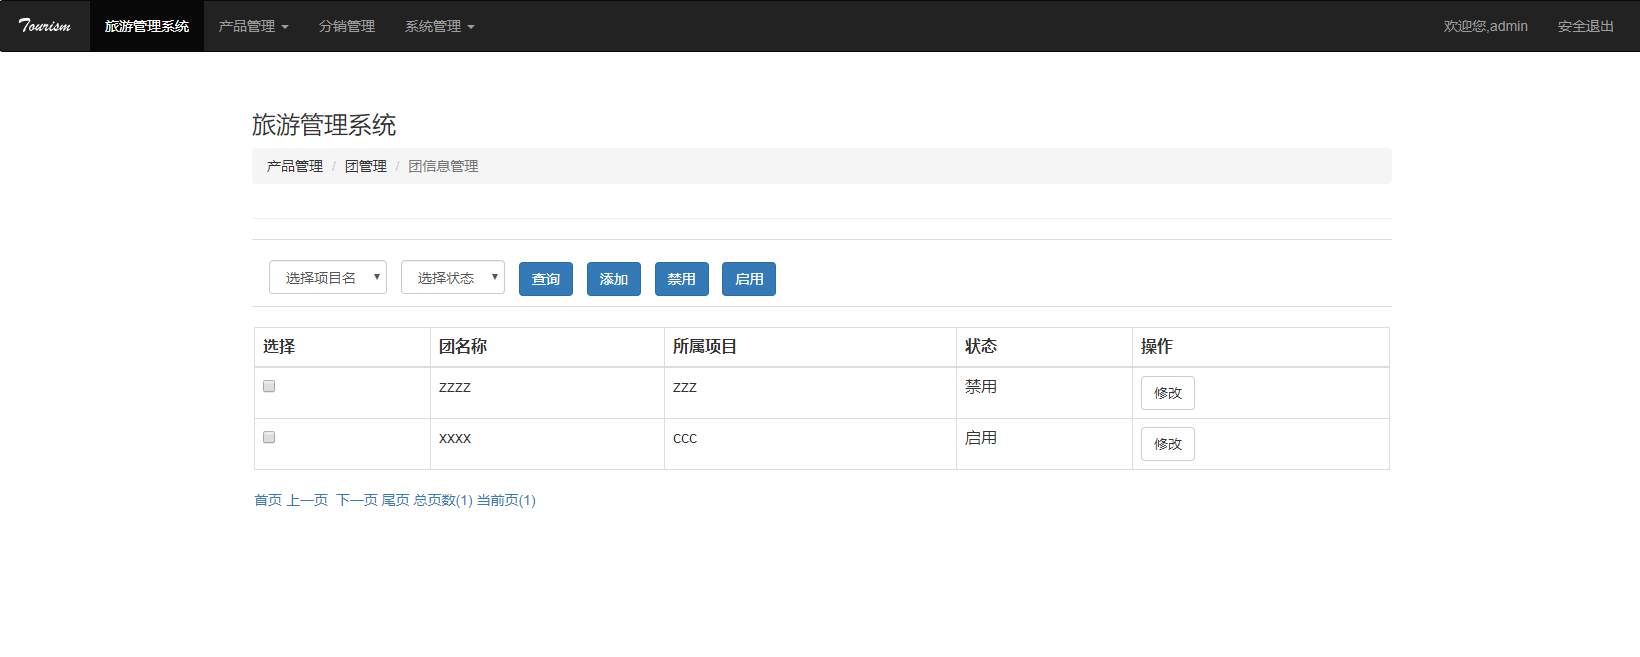 Tourism 旅游管理系统 产品管理 分销管理 系统管理 欢迎您,admin 安全退出
旅游管理系统
产品管理 / 团管理 / 团信息管理
选择项目名 选择状态 查询 添加 禁用 启用
选择 团名称 所属项目 状态 操作
zzzz zzz 禁用 修改
xxxx ccc 启用 修改
首页 上一页 下一页 尾页 总页数(1) 当前页(1)